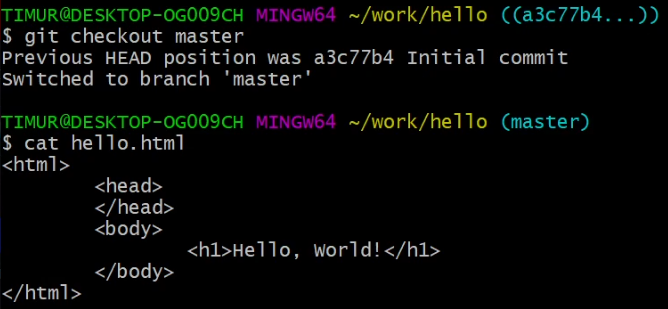 TIMUR@DESKTOP-OG009CH MINGW64 ~/work/hello ((a3c77b4...))
$ git checkout master
Previous HEAD position was a3c77b4 Initial commit
Switched to branch 'master'

TIMUR@DESKTOP-OG009CH MINGW64 ~/work/hello (master)
$ cat hello.html
<html>
        <head>
        </head>
        <body>
                <h1>Hello, World!</h1>
        </body>
</html>